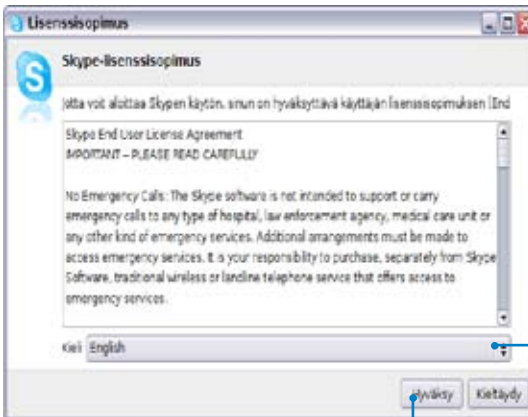 Lisenssisopimus
Skype-lisenssisopimus
Jotta voit aloittaa Skypen käytön, sinun on hyväksyttävä käyttäjän lisenssisopimuksen (End
Skype End User License Agreement
IMPORTANT – PLEASE READ CAREFULLY
No Emergency Calls: The Skype software is not intended to support or carry
emergency calls to any type of hospital, law enforcement agency, medical care unit or
any other kind of emergency services. Additional arrangements must be made to
access emergency services. It is your responsibility to purchase, separately from Skype
Software, traditional wireless or landline telephone service that offers access to
emergency services.
Kieli English
Hyväksy Kieltäydy